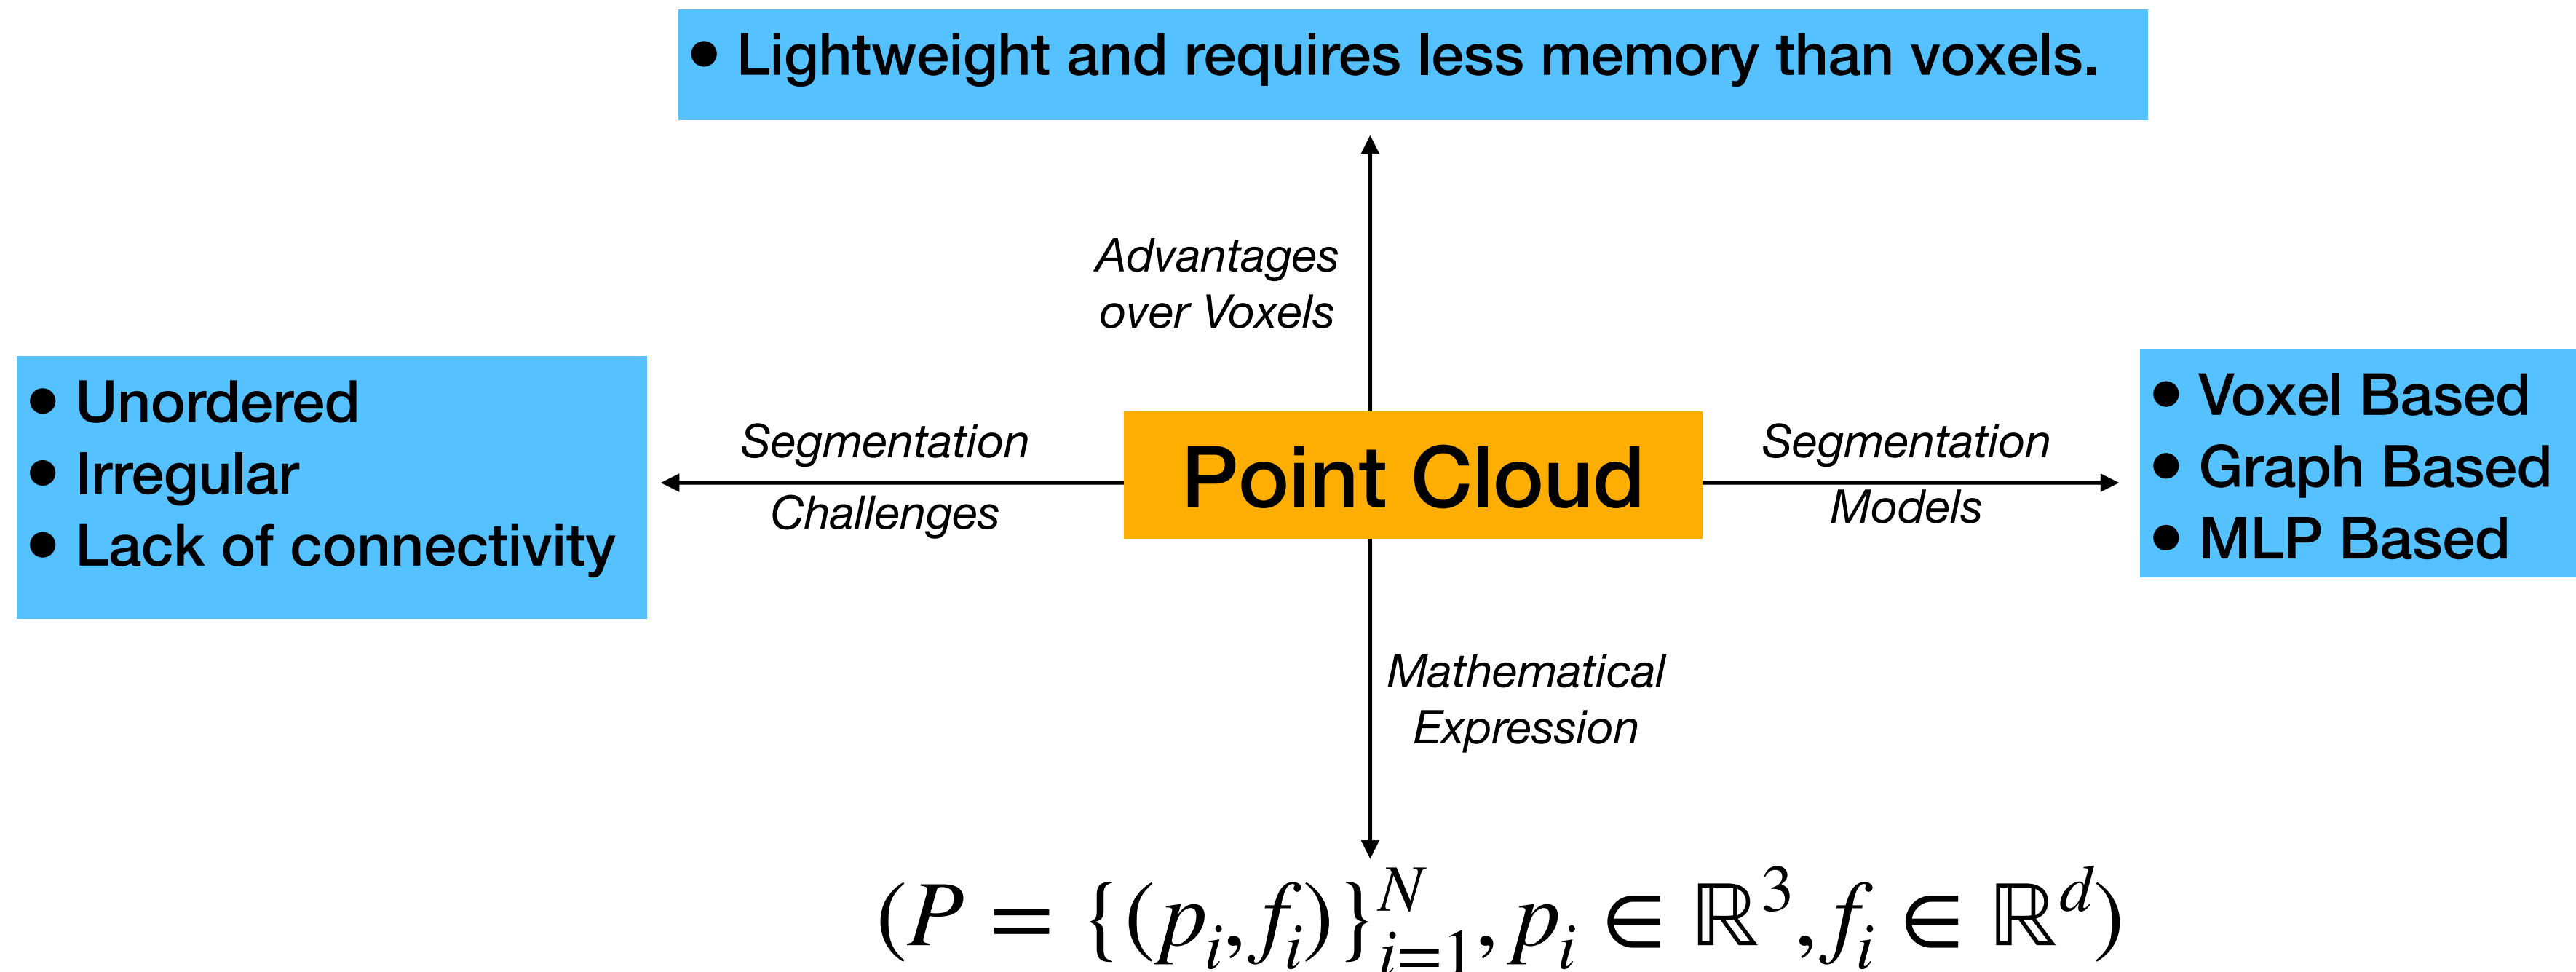 • Lightweight and requires less memory than voxels.
Advantages
over Voxels
• Unordered
• Irregular
• Lack of connectivity
Segmentation
Challenges
Point Cloud
Segmentation
Models
• Voxel Based
• Graph Based
• MLP Based
Mathematical
Expression
(P = {(p_i, f_i)}_{i=1}^N, p_i ∈ ℝ^3, f_i ∈ ℝ^d)